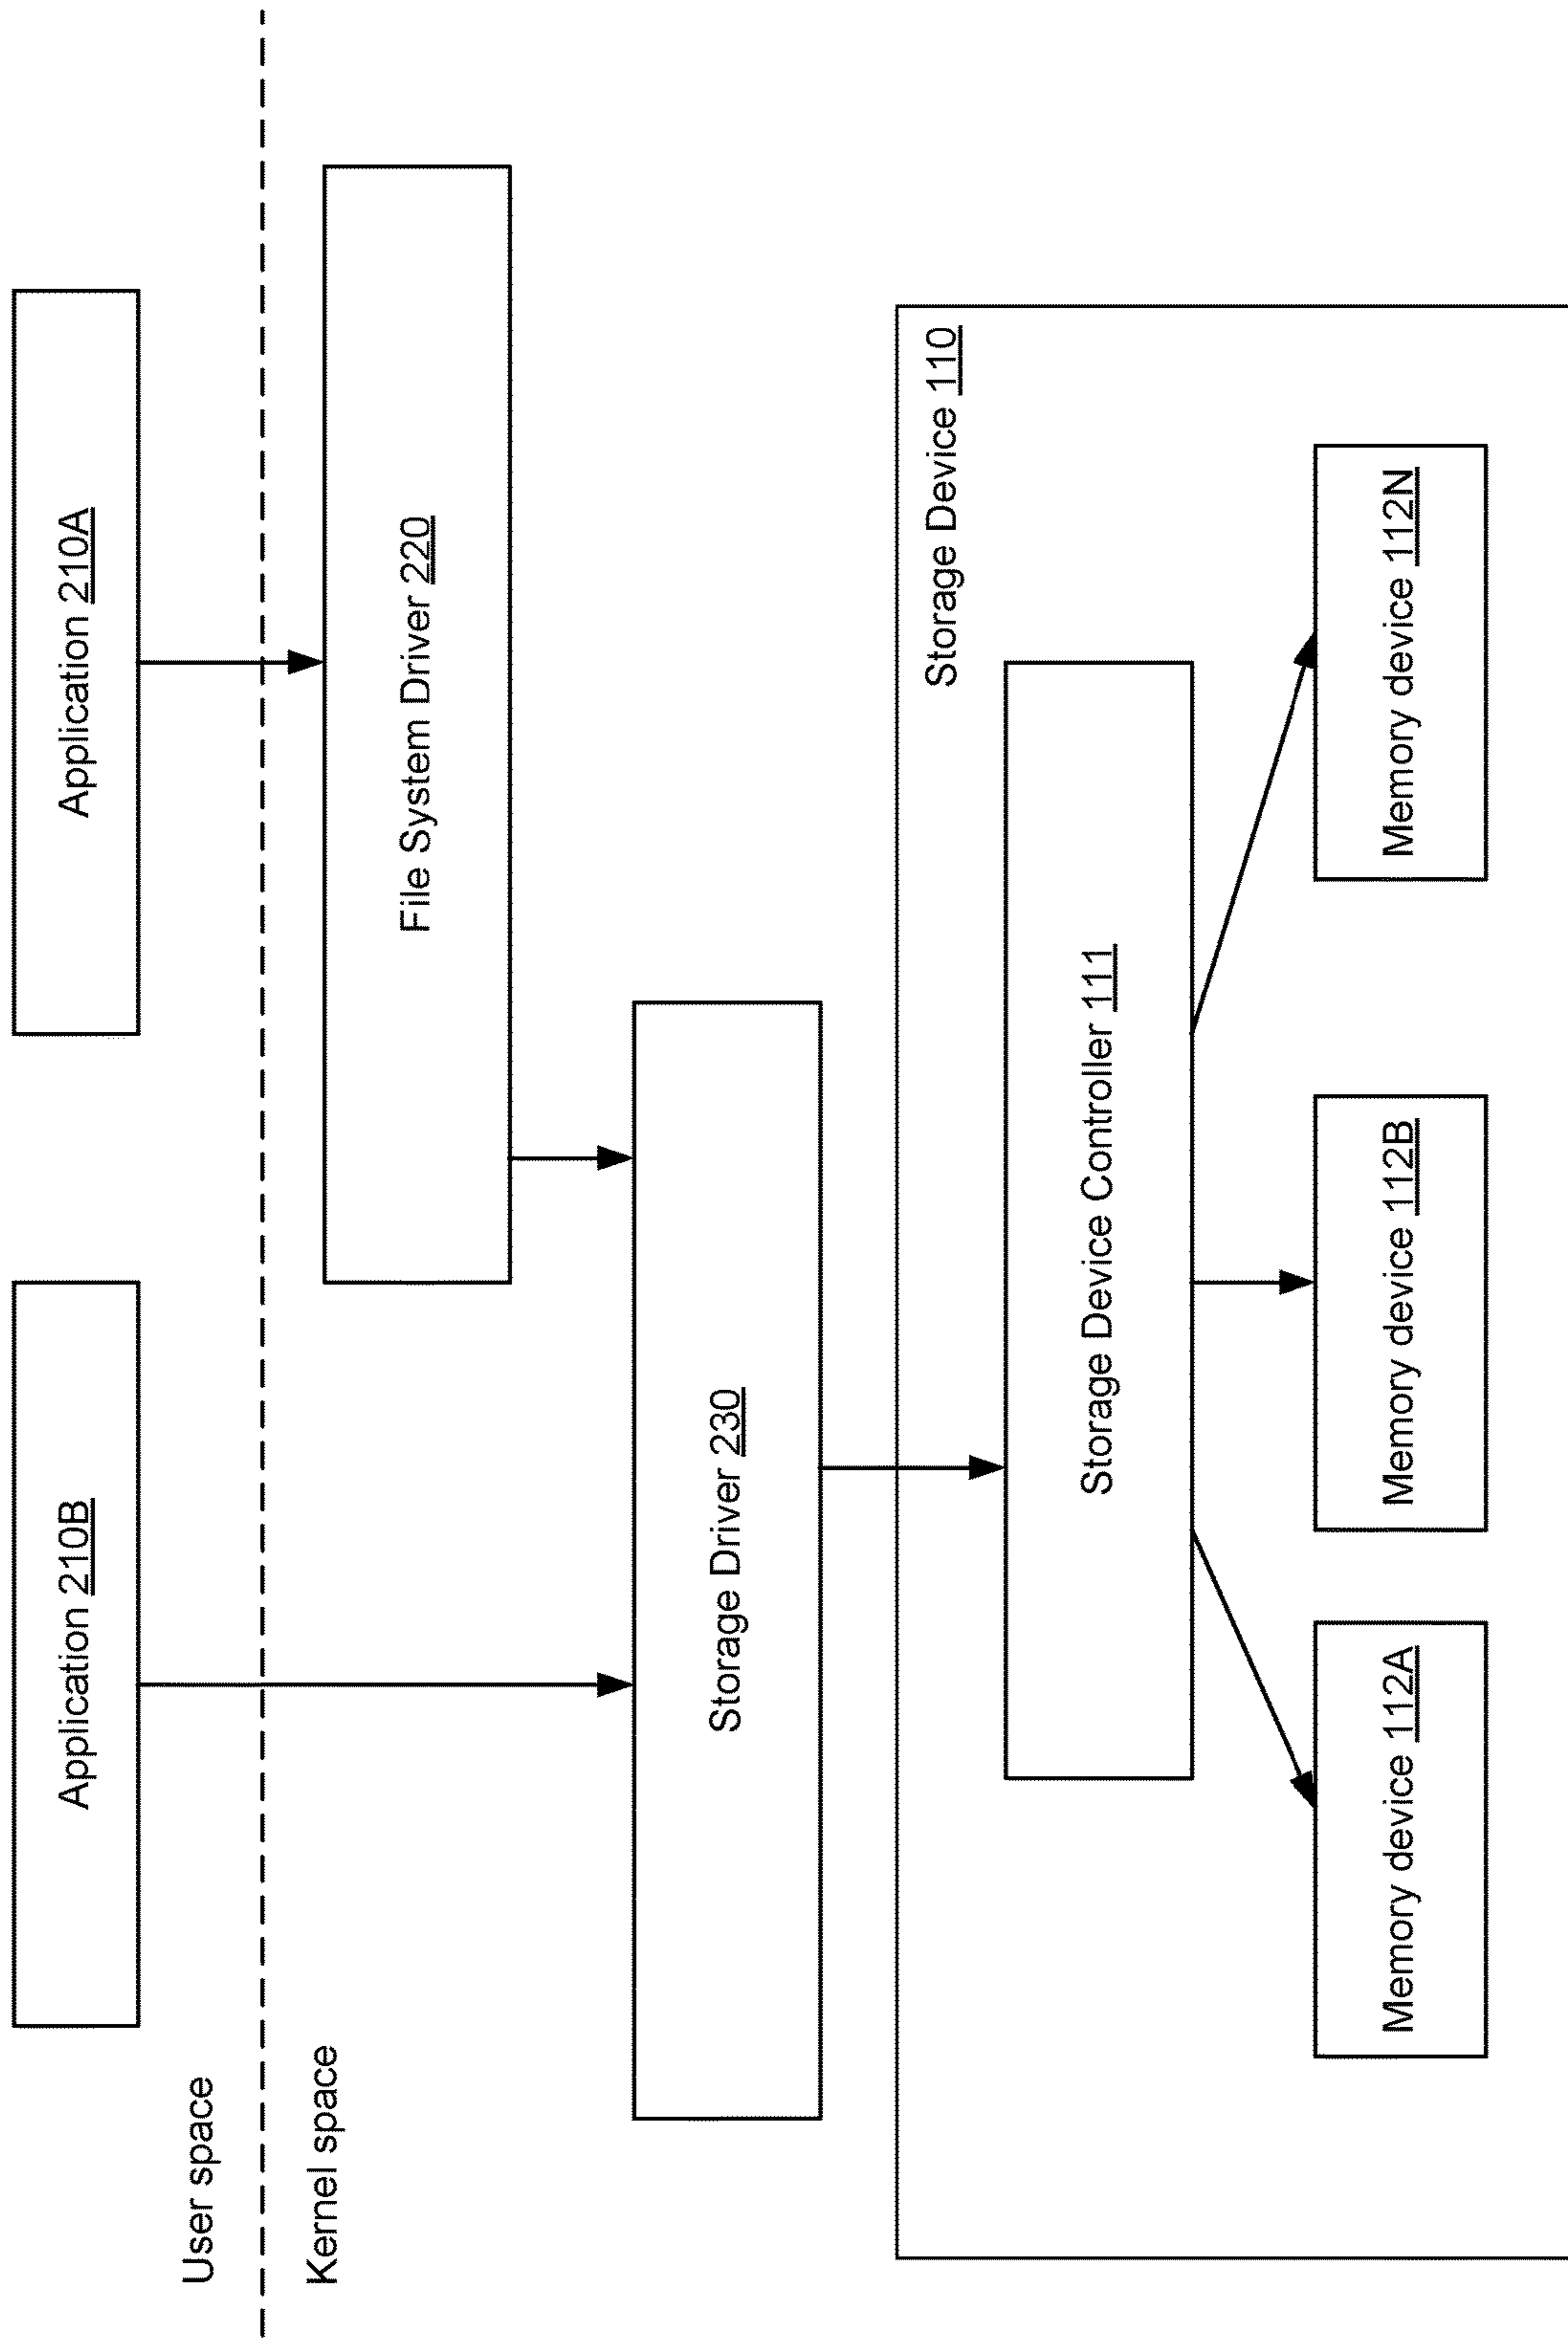 Application 210B
Application 210A
User space
Kernel space
File System Driver 220
Storage Driver 230
Storage Device 110
Storage Device Controller 111
Memory device 112A
Memory device 112B
Memory device 112N